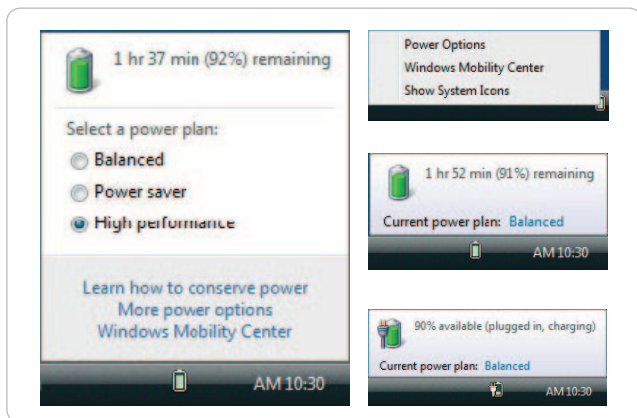 1 hr 37 min (92%) remaining
Select a power plan:
Balanced
Power saver
High performance
Learn how to conserve power
More power options
Windows Mobility Center
AM 10:30
Power Options
Windows Mobility Center
Show System Icons
1 hr 52 min (91%) remaining
Current power plan: Balanced
AM 10:30
90% available (plugged in, charging)
Current power plan: Balanced
AM 10:30